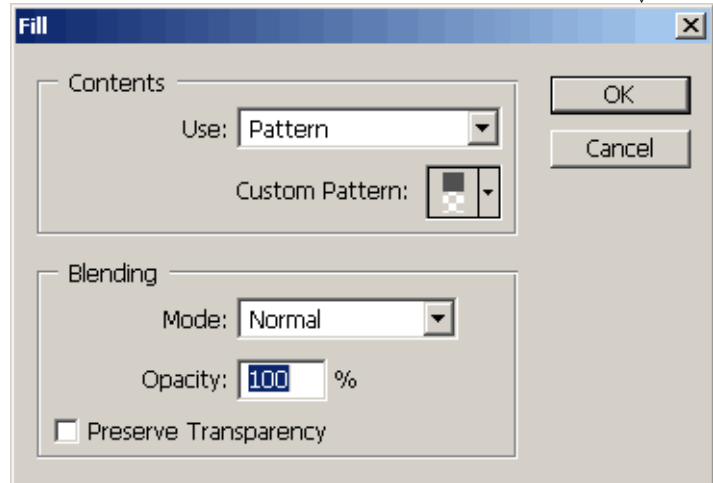 Fill
Contents
OK
Use: Pattern
Cancel
Custom Pattern:
Blending
Mode: Normal
Opacity: 100 %
Preserve Transparency